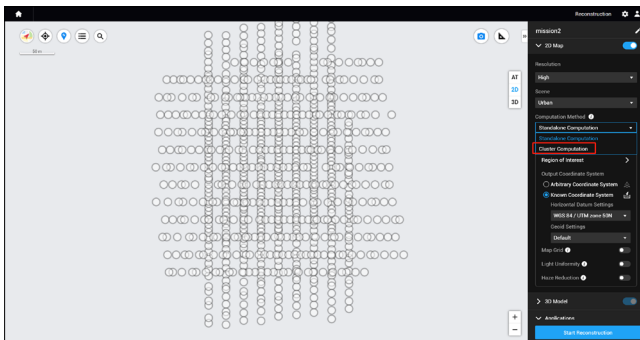 Reconstruction
mission2
2D Map
30 m
Resolution
High
AT
2D
3D
Scene
Urban
Computation Method
Standalone Computation
Standalone Computation
Cluster Computation
Region of Interest
Output Coordinate System
Arbitrary Coordinate System
Known Coordinate System
Horizontal Datum Settings
WGS 84 / UTM zone 50N
Geoid Settings
Default
Map Grid
Light Uniformity
Haze Reduction
3D Model
Applications
Start Reconstruction